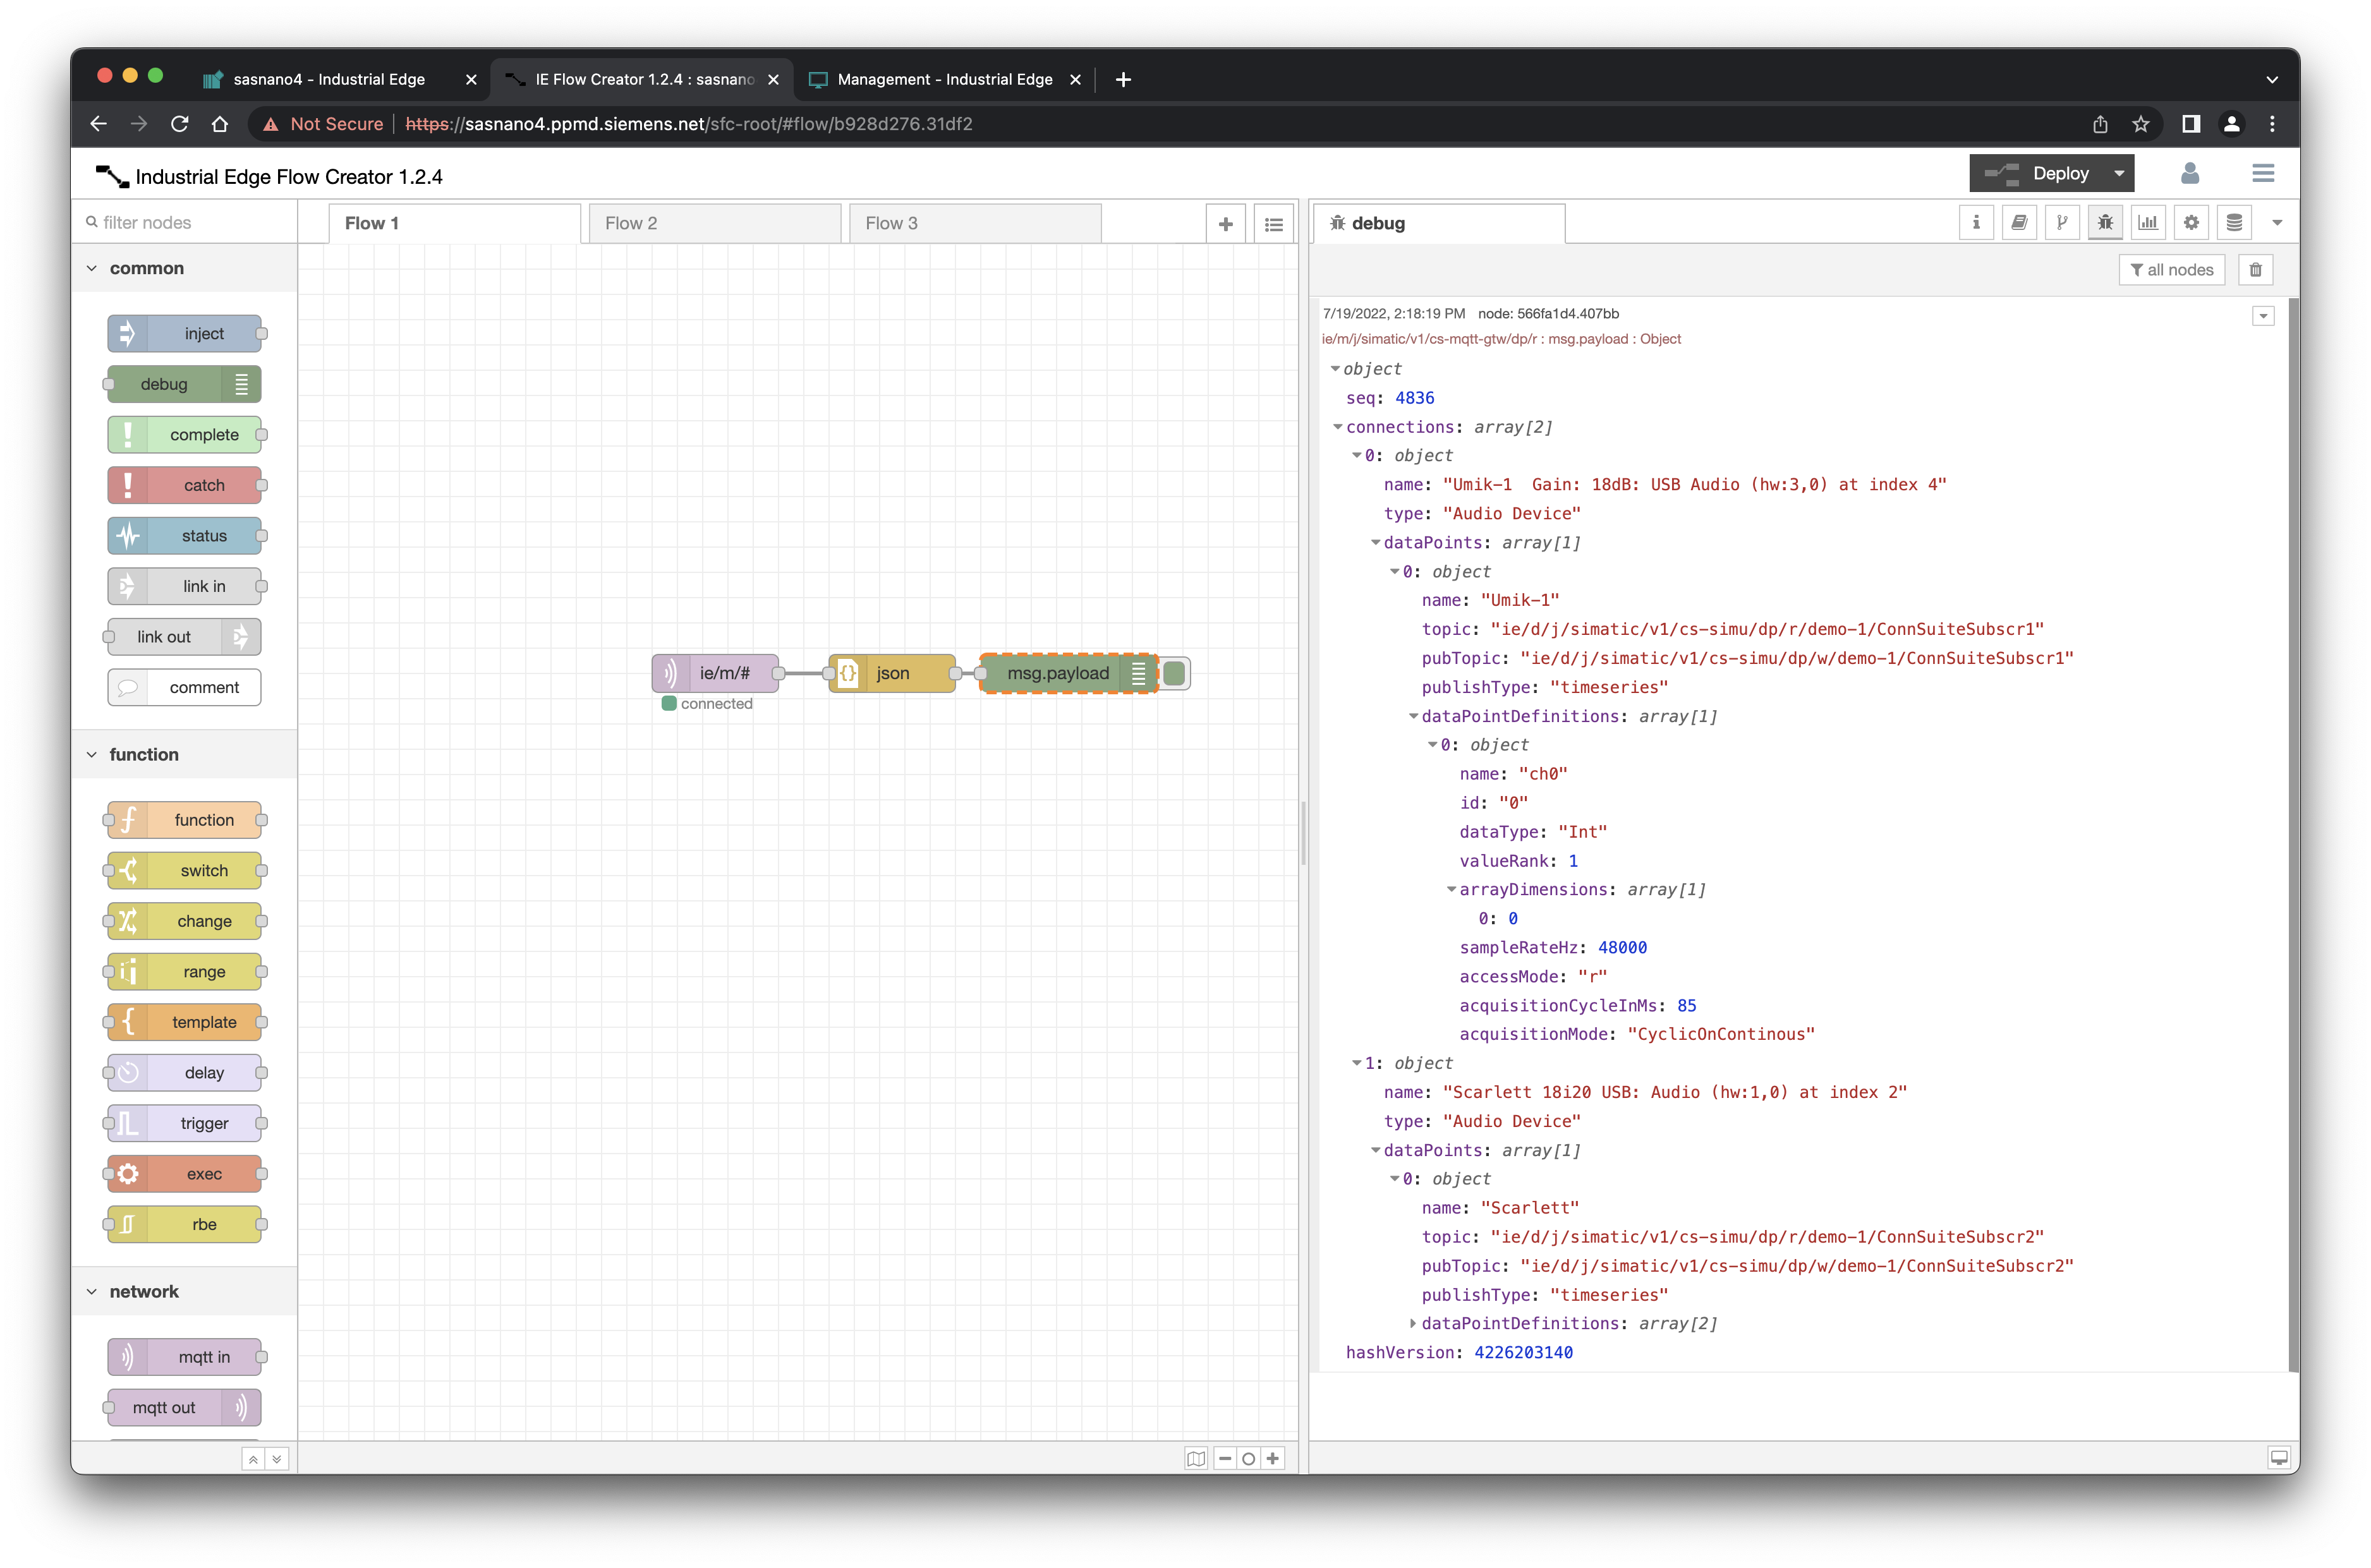 sasnano4 - Industrial Edge
IE Flow Creator 1.2.4 : sasnano
Management - Industrial Edge
Not Secure
https://sasnano4.ppmd.siemens.net/sfc-root/#flow/b928d276.31df2
Industrial Edge Flow Creator 1.2.4
Deploy
filter nodes
common
inject
debug
complete
catch
status
link in
link out
comment
function
function
switch
change
range
template
delay
trigger
exec
rbe
network
mqtt in
mqtt out
Flow 1
Flow 2
Flow 3
ie/m/#
json
msg.payload
connected
debug
all nodes
7/19/2022, 2:18:19 PM node: 566fa1d4.407bb
ie/m/j/simatic/v1/cs-mqtt-gtw/dp/r : msg.payload : Object
object
seq: 4836
connections: array[2]
0: object
name: "Umik-1  Gain: 18dB: USB Audio (hw:3,0) at index 4"
type: "Audio Device"
dataPoints: array[1]
0: object
name: "Umik-1"
topic: "ie/d/j/simatic/v1/cs-simu/dp/r/demo-1/ConnSuiteSubscr1"
pubTopic: "ie/d/j/simatic/v1/cs-simu/dp/w/demo-1/ConnSuiteSubscr1"
publishType: "timeseries"
dataPointDefinitions: array[1]
0: object
name: "ch0"
id: "0"
dataType: "Int"
valueRank: 1
arrayDimensions: array[1]
0: 0
sampleRateHz: 48000
accessMode: "r"
acquisitionCycleInMs: 85
acquisitionMode: "CyclicOnContinous"
1: object
name: "Scarlett 18i20 USB: Audio (hw:1,0) at index 2"
type: "Audio Device"
dataPoints: array[1]
0: object
name: "Scarlett"
topic: "ie/d/j/simatic/v1/cs-simu/dp/r/demo-1/ConnSuiteSubscr2"
pubTopic: "ie/d/j/simatic/v1/cs-simu/dp/w/demo-1/ConnSuiteSubscr2"
publishType: "timeseries"
dataPointDefinitions: array[2]
hashVersion: 4226203140